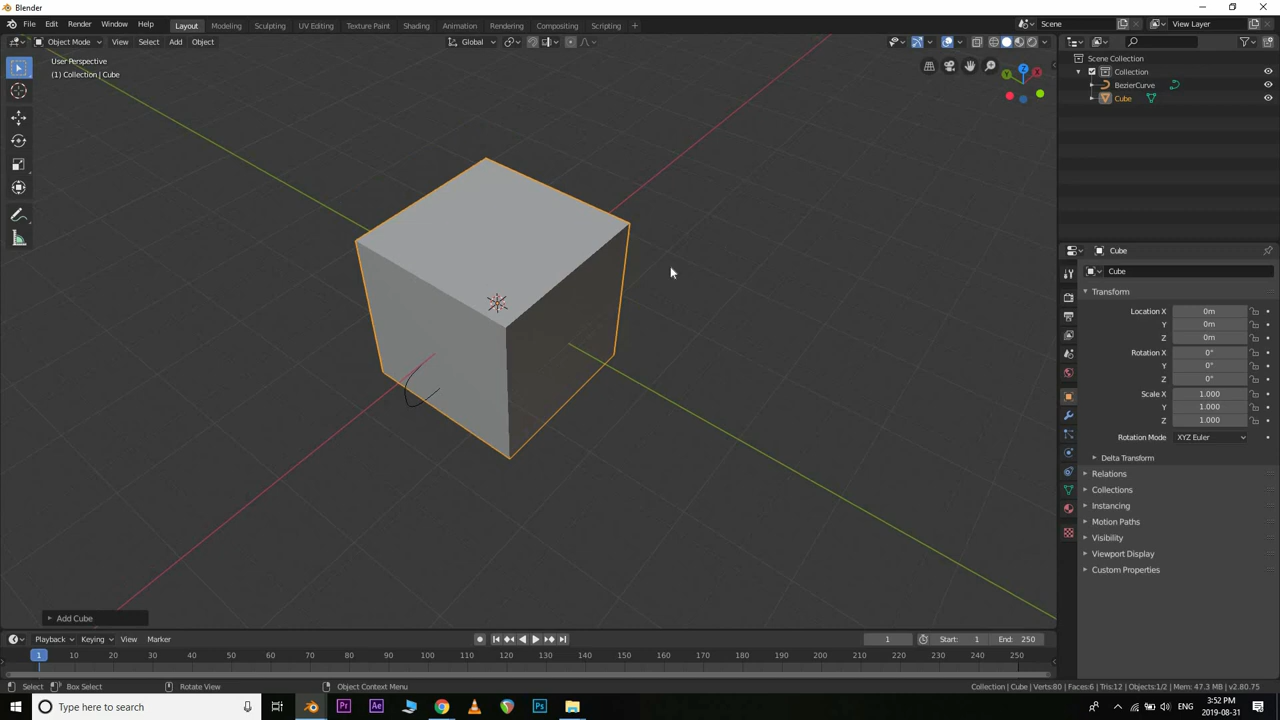 Blender
File Edit Render Window Help Layout Modeling Sculpting UV Editing Texture Paint Shading Animation Rendering Compositing Scripting + Scene View Layer
Object Mode View Select Add Object Global
User Perspective
(1) Collection | Cube
Scene Collection
Collection
BezierCurve
Cube
Z
Y
X
Cube
Cube
Transform
Location X 0m
Y 0m
Z 0m
Rotation X 0°
Y 0°
Z 0°
Scale X 1.000
Y 1.000
Z 1.000
Rotation Mode XYZ Euler
Delta Transform
Relations
Collections
Instancing
Motion Paths
Visibility
Viewport Display
Custom Properties
Add Cube
Playback Keying View Marker 1 Start: 1 End: 250
1 10 20 30 40 50 60 70 80 90 100 110 120 130 140 150 160 170 180 190 200 210 220 230 240 250
Select Box Select Rotate View Object Context Menu Collection | Cube | Verts:80 | Faces:6 | Tris:12 | Objects:1/2 | Mem: 47.3 MB | v2.80.75
Type here to search Pr Ae Ps ENG 3:52 PM
2019-08-31